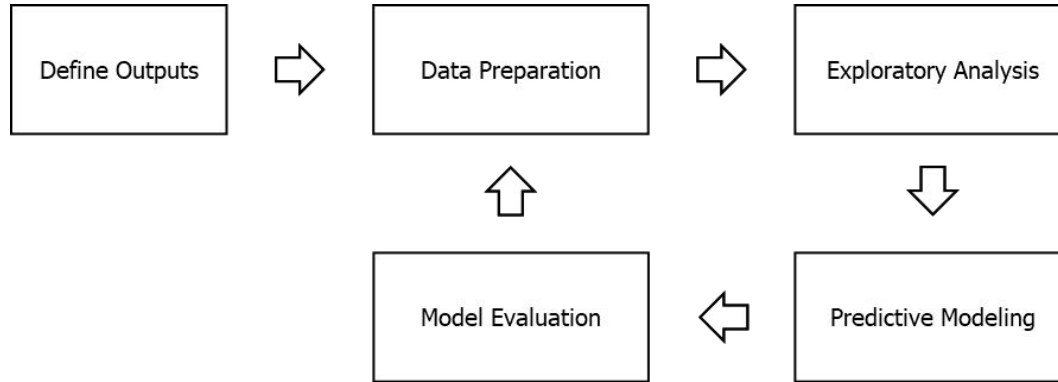 Define Outputs
Data Preparation
Exploratory Analysis
Model Evaluation
Predictive Modeling